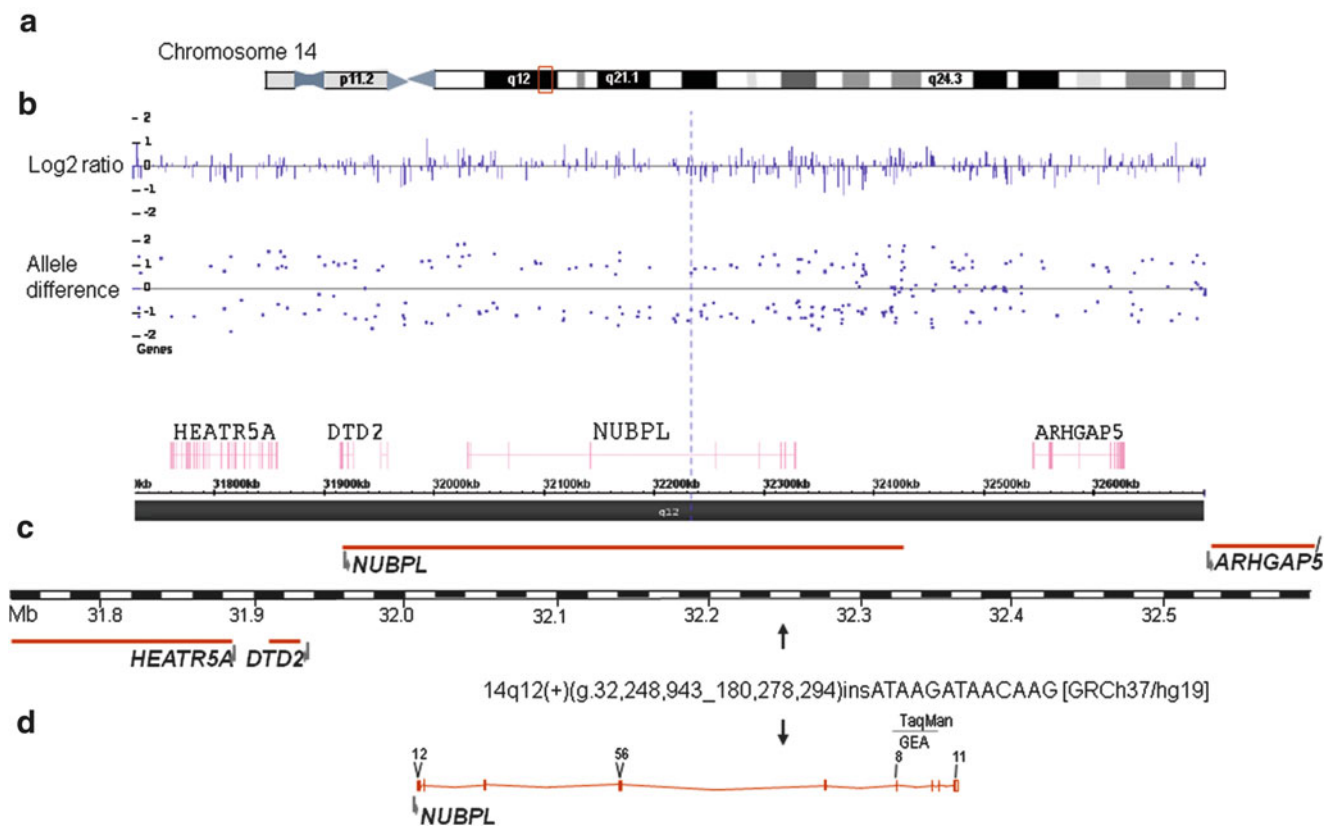 a
Chromosome 14
p11.2 q12 q21.1 q24.3
b
2
1
Log2 ratio 0
-1
-2
2
1
Allele difference 0
-1
-2
Genes
HEATR5A DTD2 NUBPL ARHGAP5
31800kb 31900kb 32000kb 32100kb 32200kb 32300kb 32400kb 32500kb 32600kb
q12
c
NUBPL ARHGAP5
Mb 31.8 31.9 32.0 32.1 32.2 32.3 32.4 32.5
HEATR5A DTD2
14q12(+)(g.32,248,943_180,278,294)insATAAGATAACAAG [GRCh37/hg19]
d
TaqMan
GEA
12 56 8 11
NUBPL